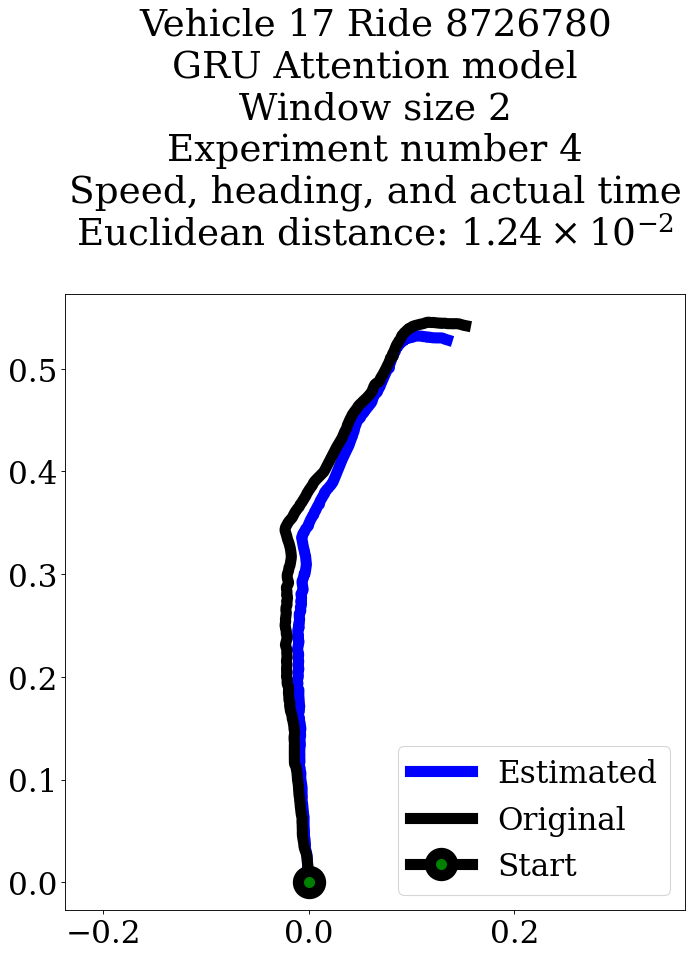 Vehicle 17 Ride 8726780
GRU Attention model
Window size 2
Experiment number 4
Speed, heading, and actual time
Euclidean distance: 1.24 × 10⁻²
0.5
0.4
0.3
0.2
0.1
0.0
Estimated
Original
Start
−0.2
0.0
0.2